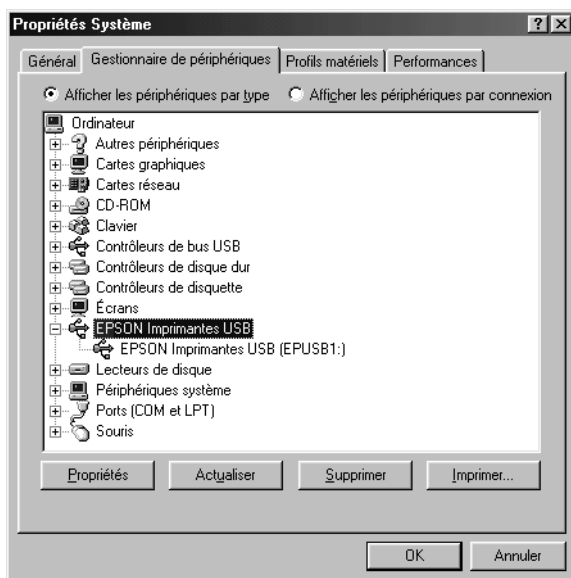 Propriétés Système
Général Gestionnaire de périphériques Profils matériels Performances
Afficher les périphériques par type Afficher les périphériques par connexion
Ordinateur
Autres périphériques
Cartes graphiques
Cartes réseau
CD-ROM
Clavier
Contrôleurs de bus USB
Contrôleurs de disque dur
Contrôleurs de disquette
Écrans
EPSON Imprimantes USB
EPSON Imprimantes USB (EPUSB1:)
Lecteurs de disque
Périphériques système
Ports (COM et LPT)
Souris
Propriétés Actualiser Supprimer Imprimer...
OK Annuler